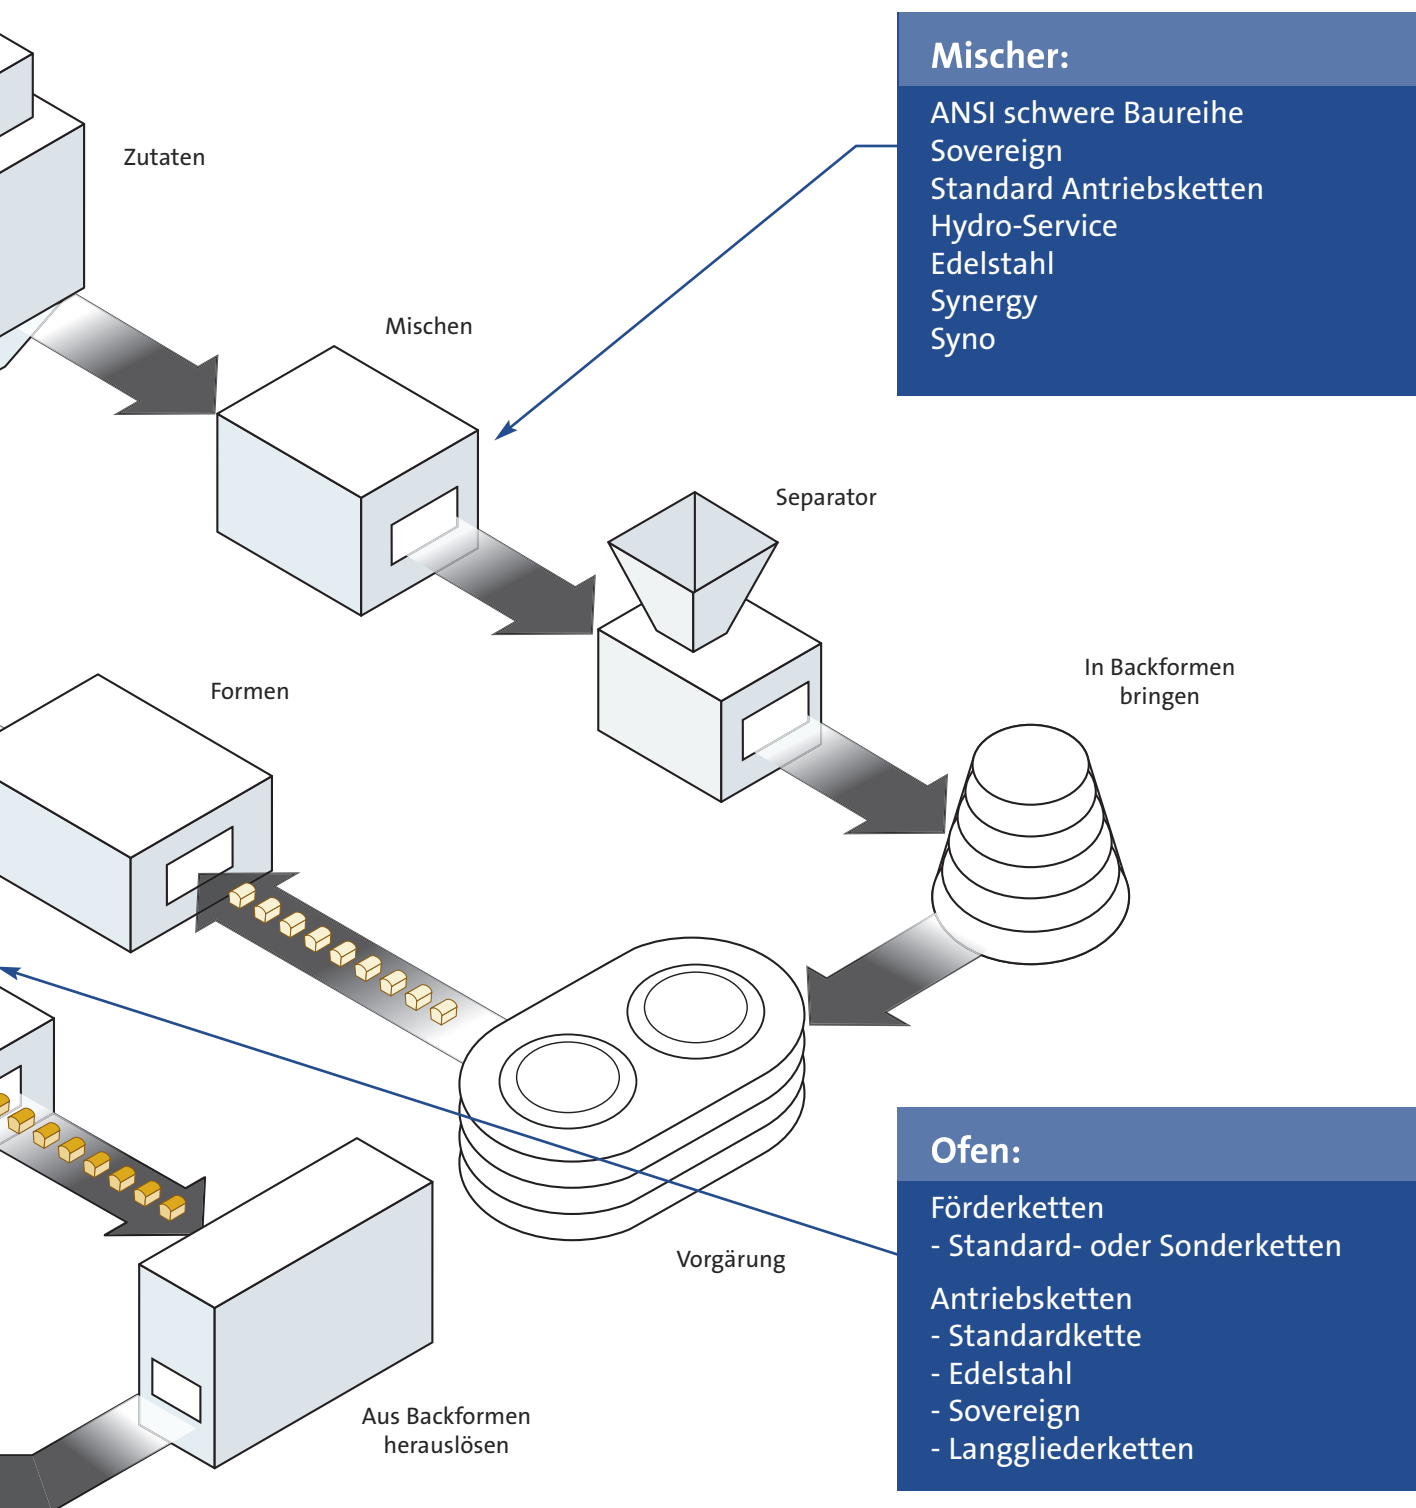 Mischer:
ANSI schwere Baureihe
Sovereign
Standard Antriebsketten
Hydro-Service
Edelstahl
Synergy
Syno
Zutaten
Mischen
Separator
In Backformen
bringen
Formen
Vorgärung
Aus Backformen
herauslösen
Ofen:
Förderketten
- Standard- oder Sonderketten
Antriebsketten
- Standardkette
- Edelstahl
- Sovereign
- Langgliederketten